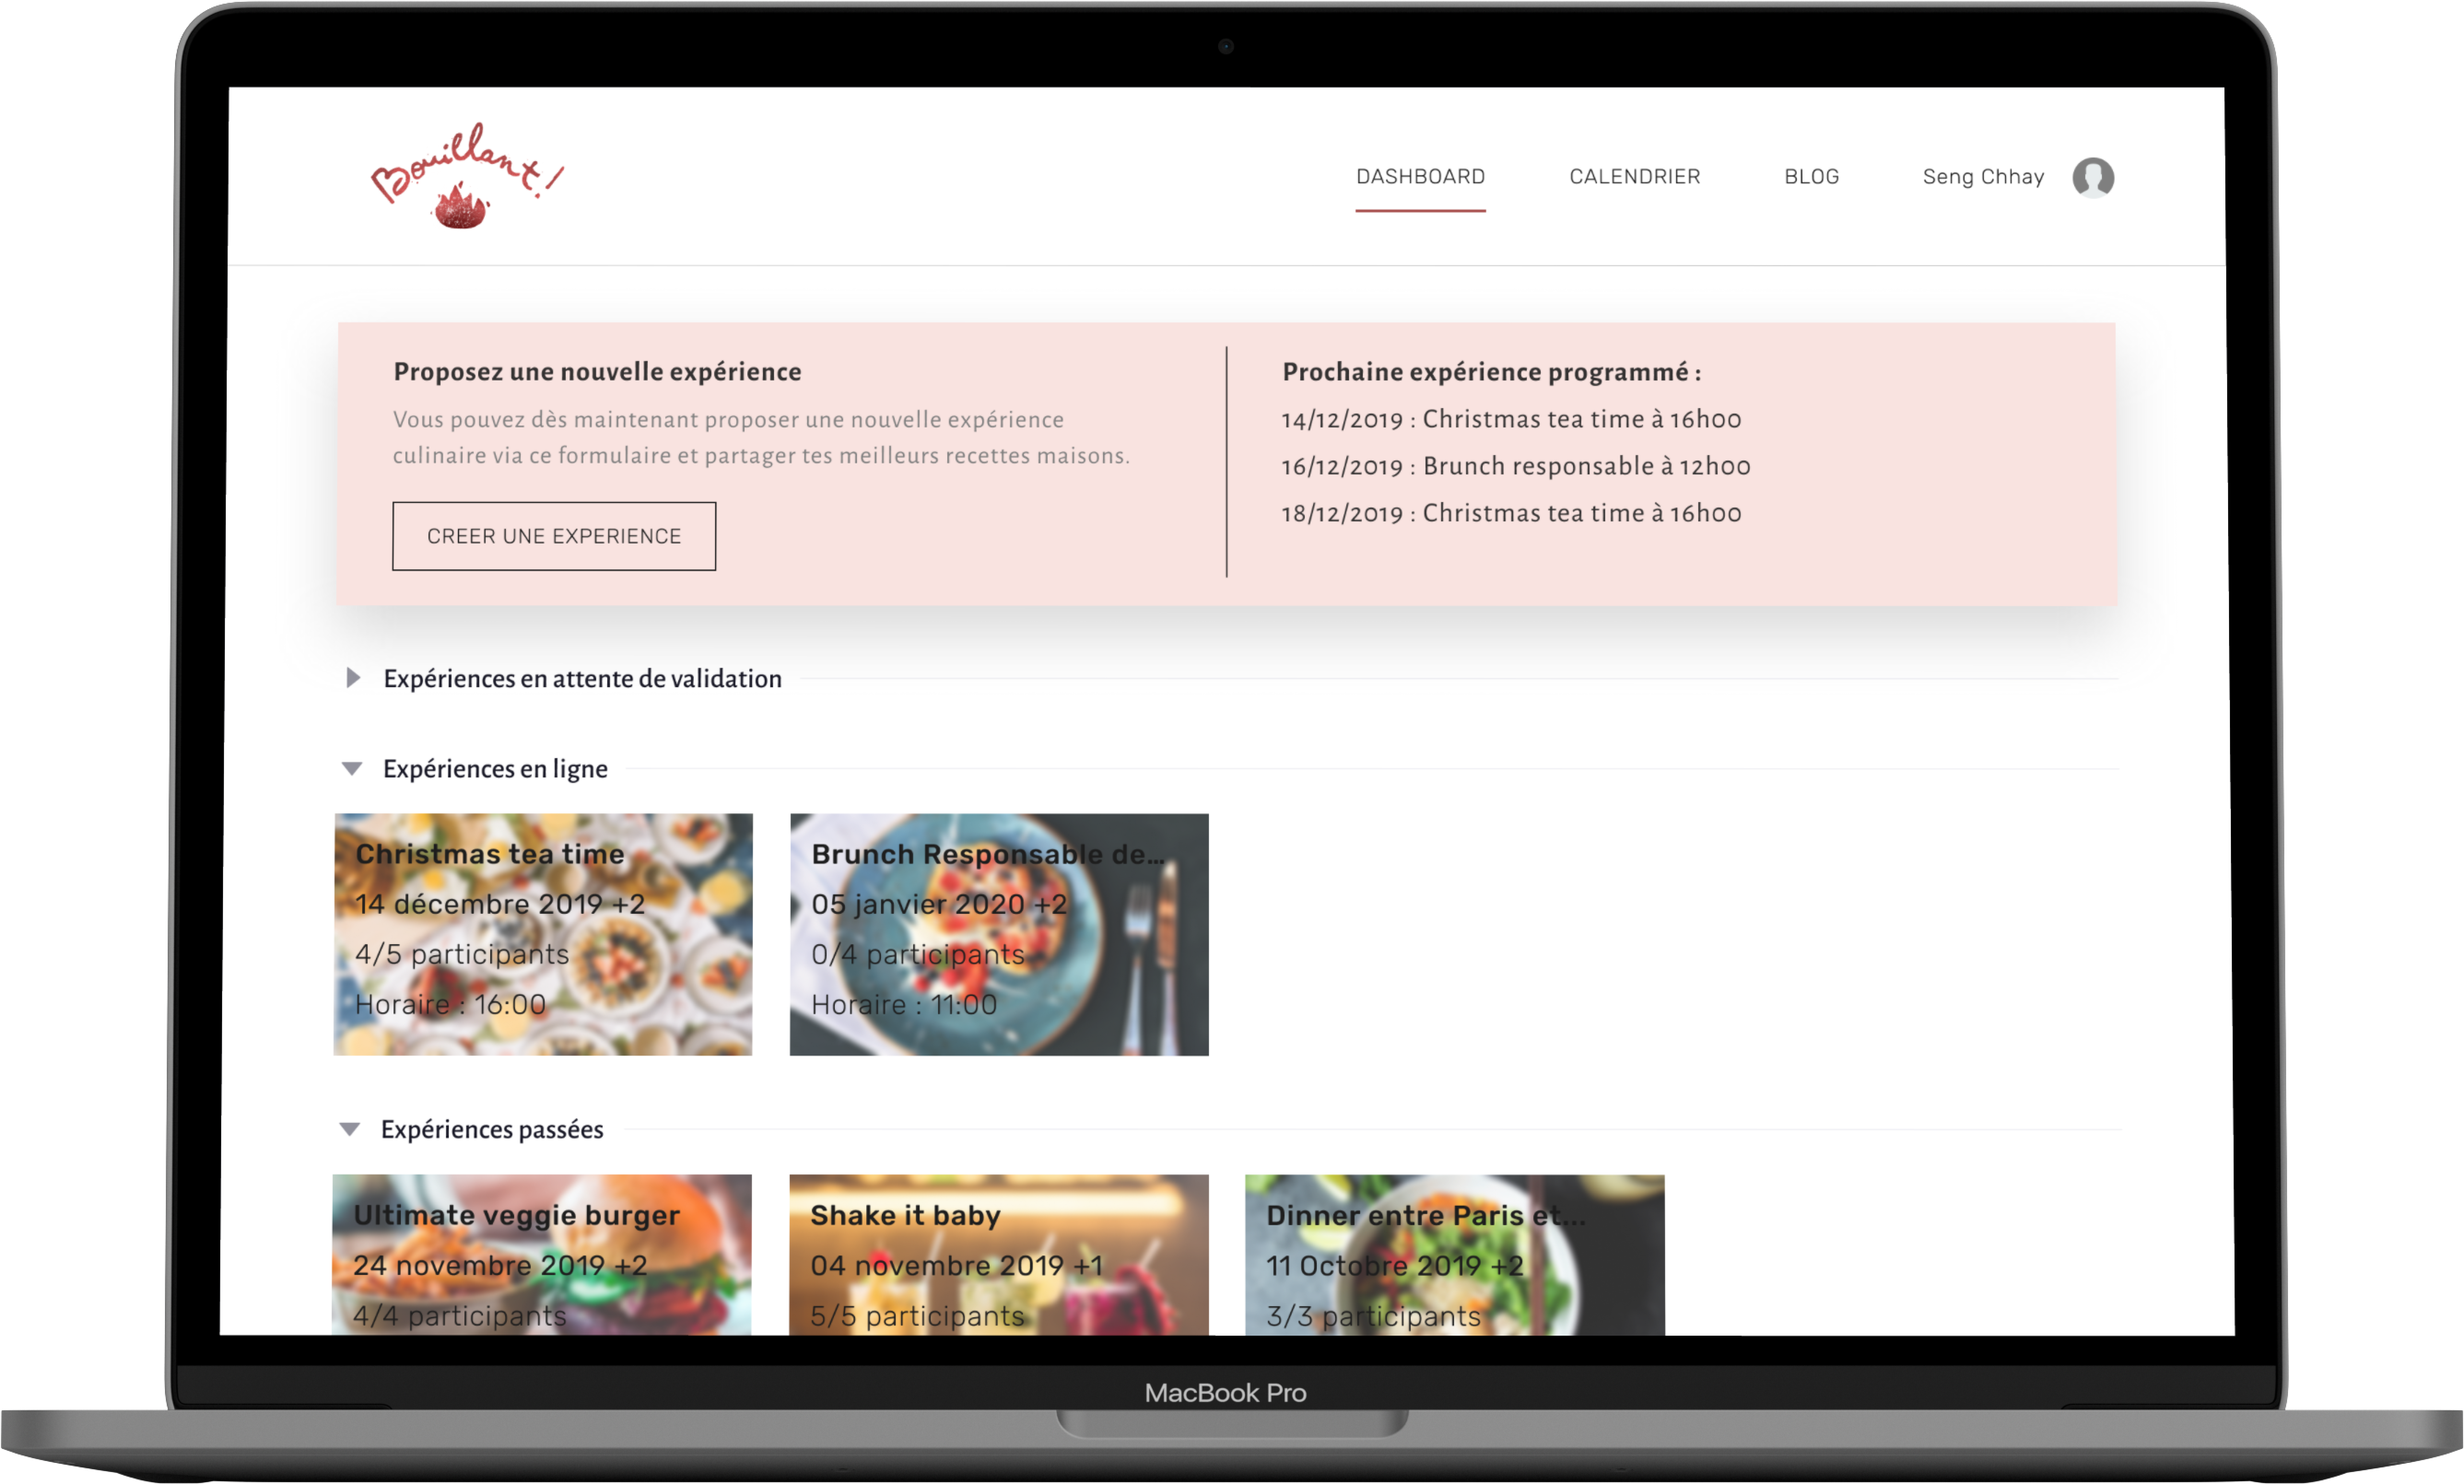 Bouillant!
DASHBOARD
CALENDRIER
BLOG
Seng Chhay
Proposez une nouvelle expérience
Vous pouvez dès maintenant proposer une nouvelle expérience
culinaire via ce formulaire et partager tes meilleurs recettes maisons.
CREER UNE EXPERIENCE
Prochaine expérience programmé :
14/12/2019 : Christmas tea time à 16h00
16/12/2019 : Brunch responsable à 12h00
18/12/2019 : Christmas tea time à 16h00
Expériences en attente de validation
Expériences en ligne
Christmas tea time
14 décembre 2019 +2
4/5 participants
Horaire : 16:00
Brunch Responsable de...
05 janvier 2020 +2
0/4 participants
Horaire : 11:00
Expériences passées
Ultimate veggie burger
24 novembre 2019 +2
4/4 participants
Shake it baby
04 novembre 2019 +1
5/5 participants
Dinner entre Paris et...
11 Octobre 2019 +2
3/3 participants
MacBook Pro